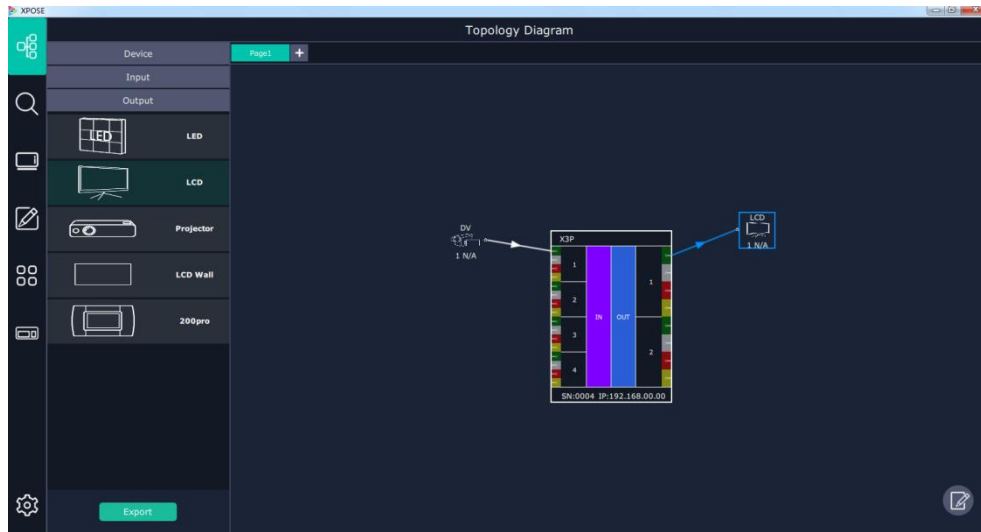 XPOSE
Topology Diagram
Device
Page1 +
Input
Output
LED LED
LCD
Projector
LCD Wall
200pro
DV
1 N/A
LCD
1 N/A
X3P
1
2
3
4
IN OUT
1
2
SN:0004 IP:192.168.00.00
Export